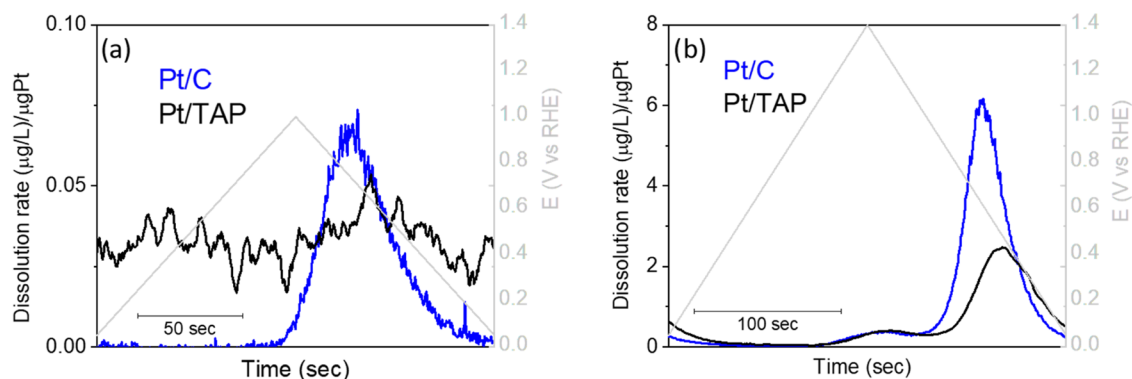 (a)
Pt/C
Pt/TAP
Dissolution rate (μg/L)/μgPt
0.10
0.05
0.00
50 sec
Time (sec)
1.4
1.2
1.0
0.8
0.6
0.4
0.2
0.0
E (V vs RHE)
(b)
Pt/C
Pt/TAP
Dissolution rate (μg/L)/μgPt
8
6
4
2
0
100 sec
Time (sec)
1.4
1.2
1.0
0.8
0.6
0.4
0.2
0.0
E (V vs RHE)